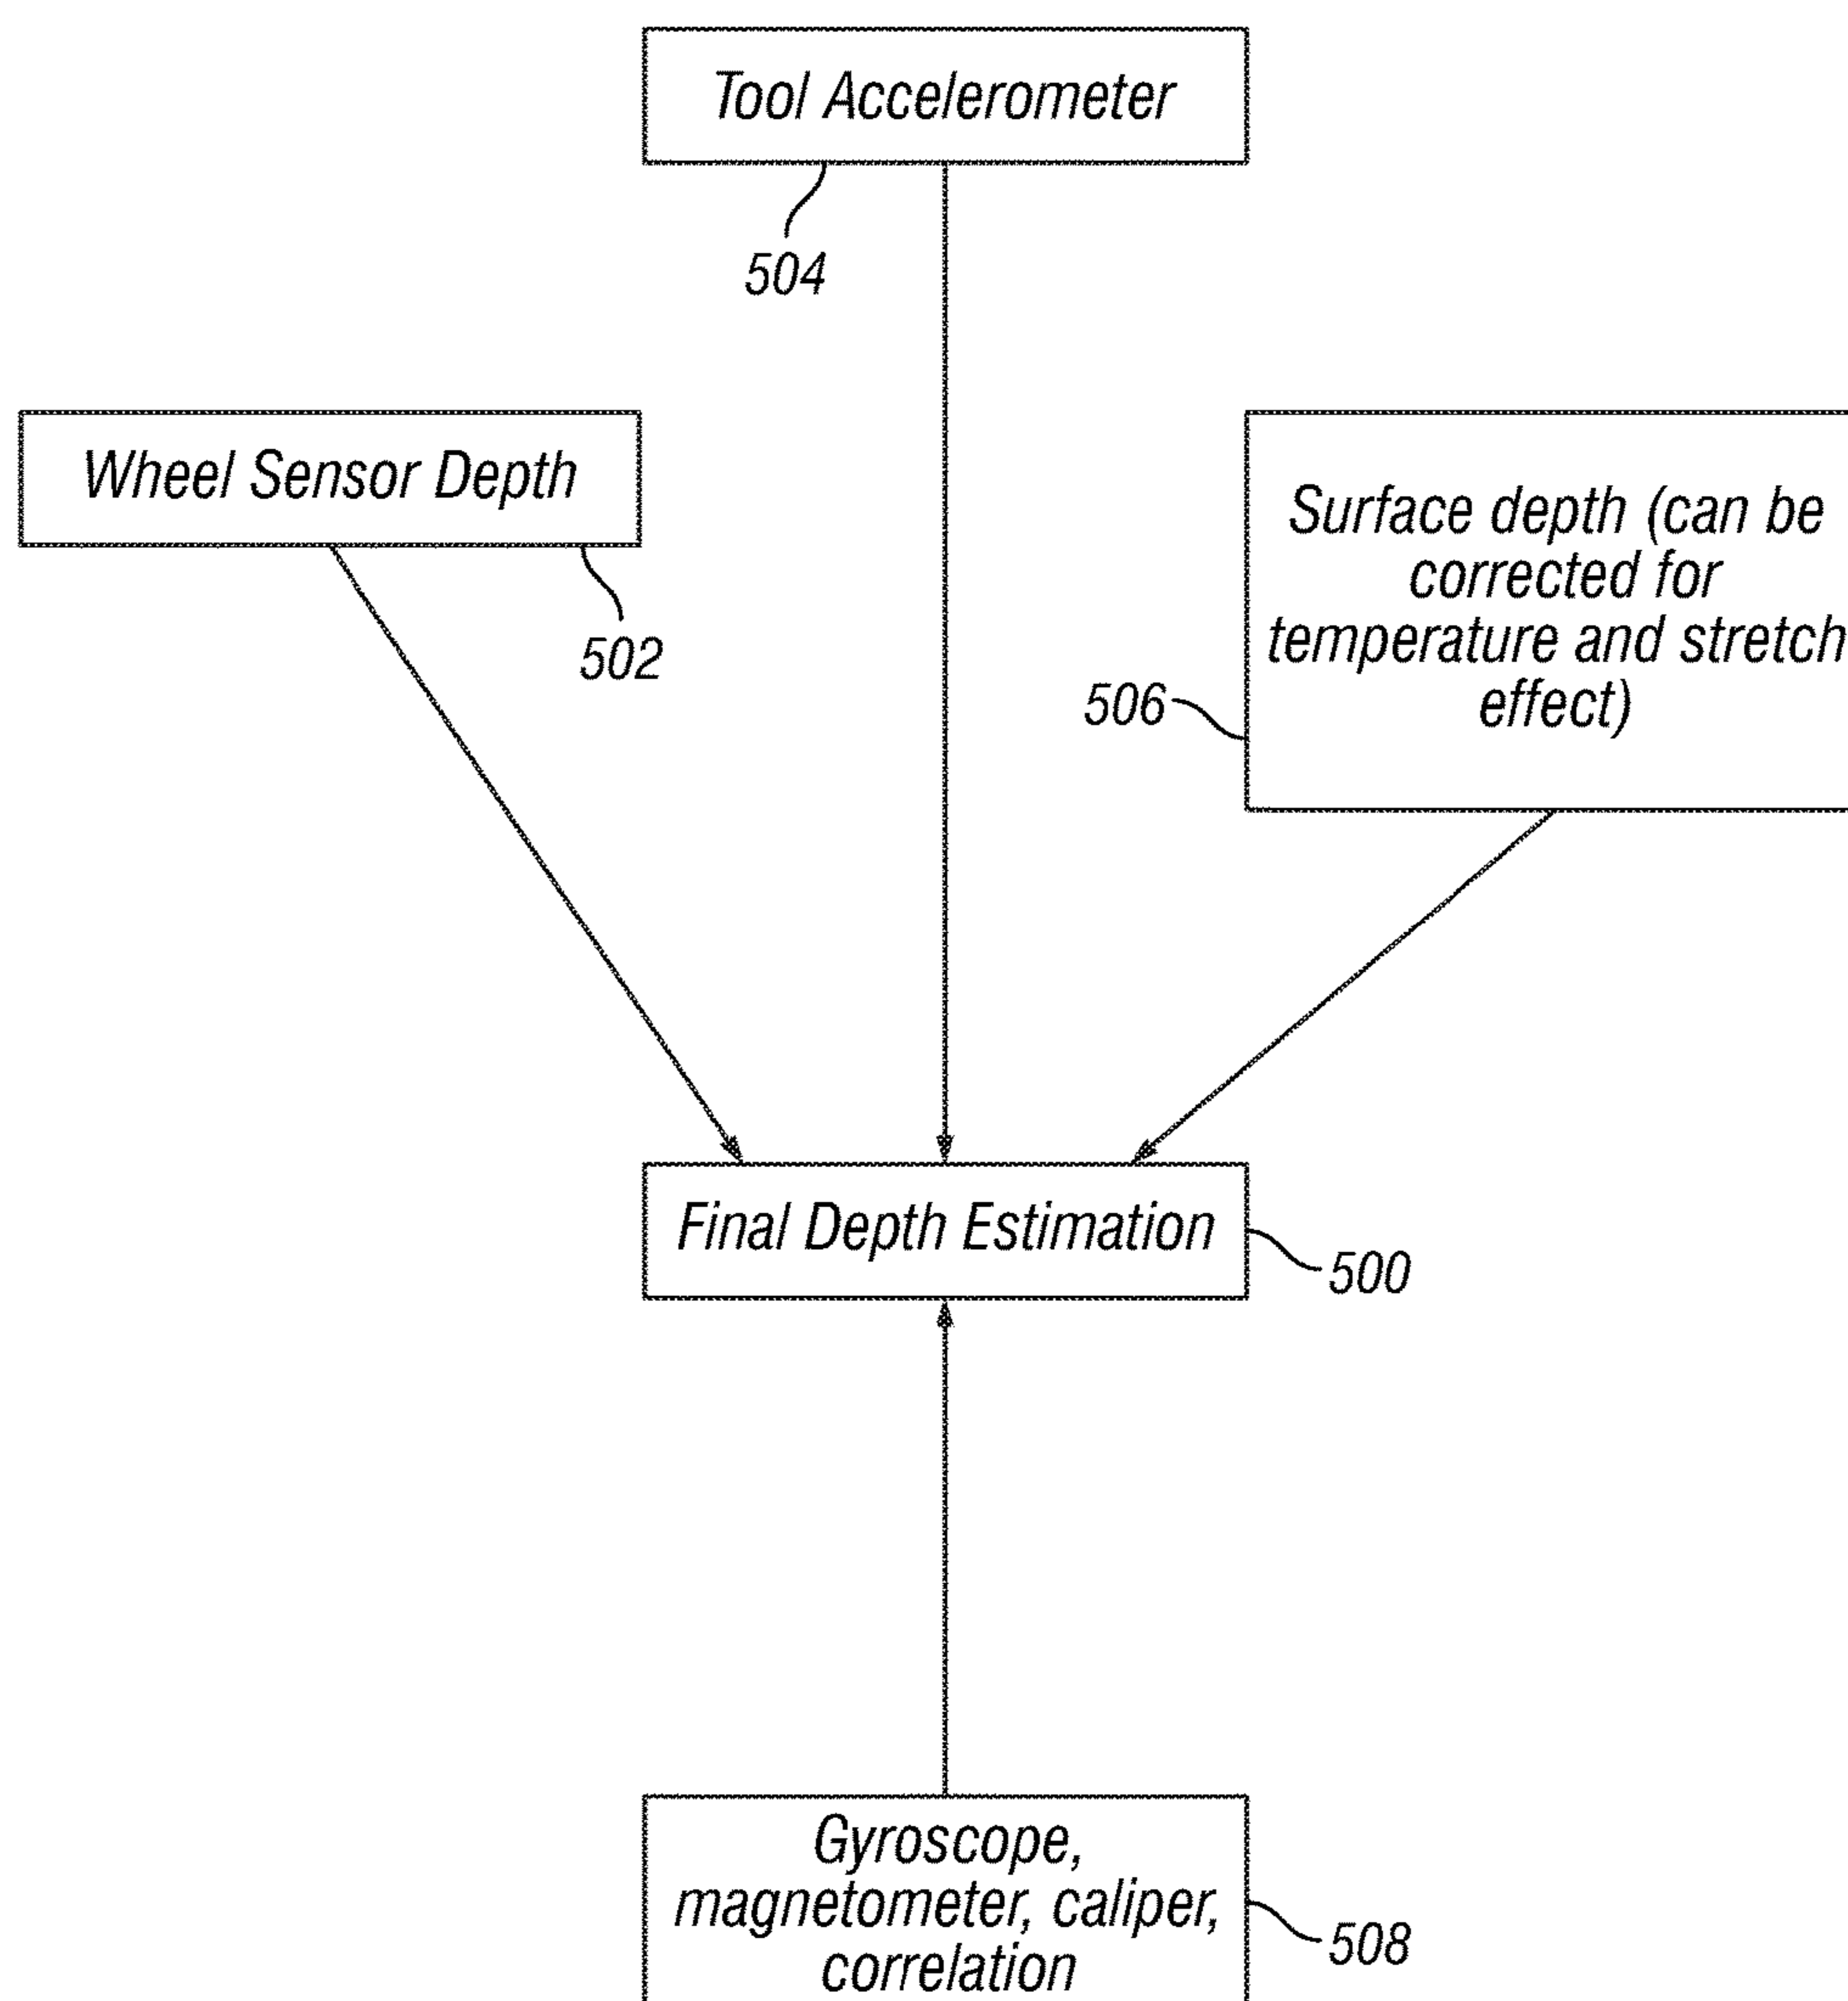 Tool Accelerometer
504
Wheel Sensor Depth
502
Surface depth (can be
corrected for
temperature and stretch
effect)
506
Final Depth Estimation
500
Gyroscope,
magnetometer, caliper,
correlation
508